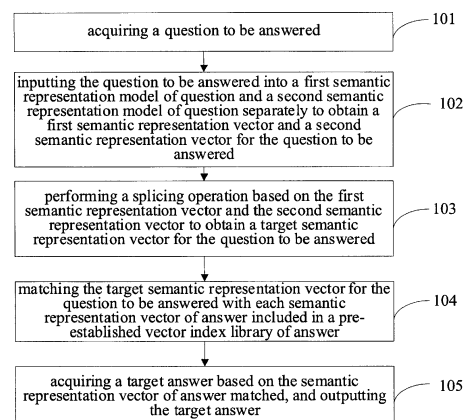 acquiring a question to be answered
101
inputting the question to be answered into a first semantic
representation model of question and a second semantic
representation model of question separately to obtain a
first semantic representation vector and a second
semantic representation vector for the question to be
answered
102
performing a splicing operation based on the first
semantic representation vector and the second semantic
representation vector to obtain a target semantic
representation vector for the question to be answered
103
matching the target semantic representation vector for the
question to be answered with each semantic
representation vector of answer included in a pre-
established vector index library of answer
104
acquiring a target answer based on the semantic
representation vector of answer matched, and outputting
the target answer
105